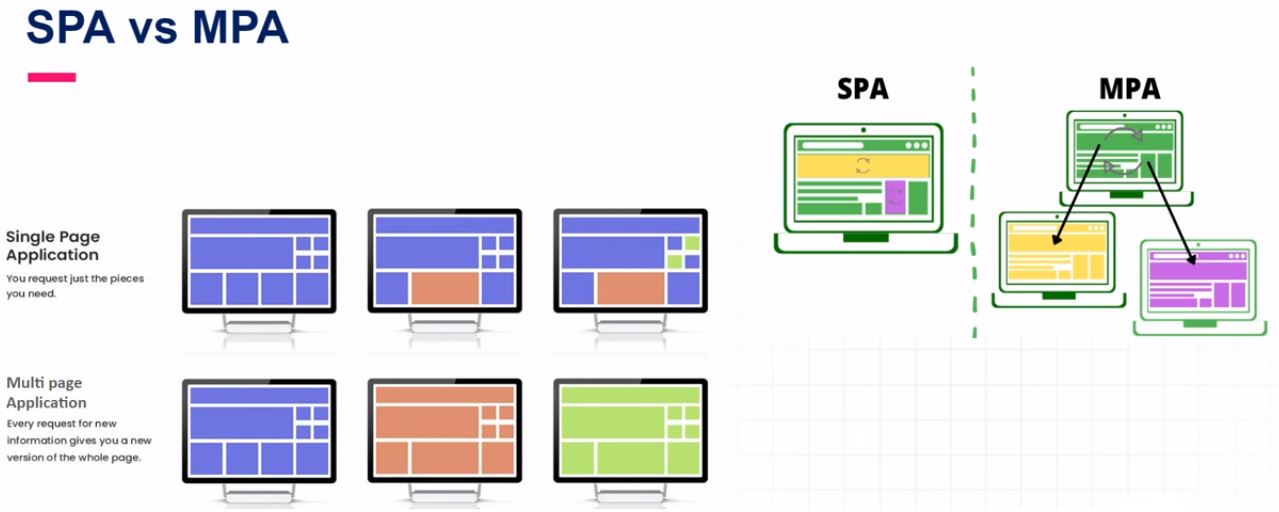 SPA vs MPA
SPA
MPA
Single Page
Application
You request just the pieces
you need.
Multi page
Application
Every request for new
information gives you a new
version of the whole page.